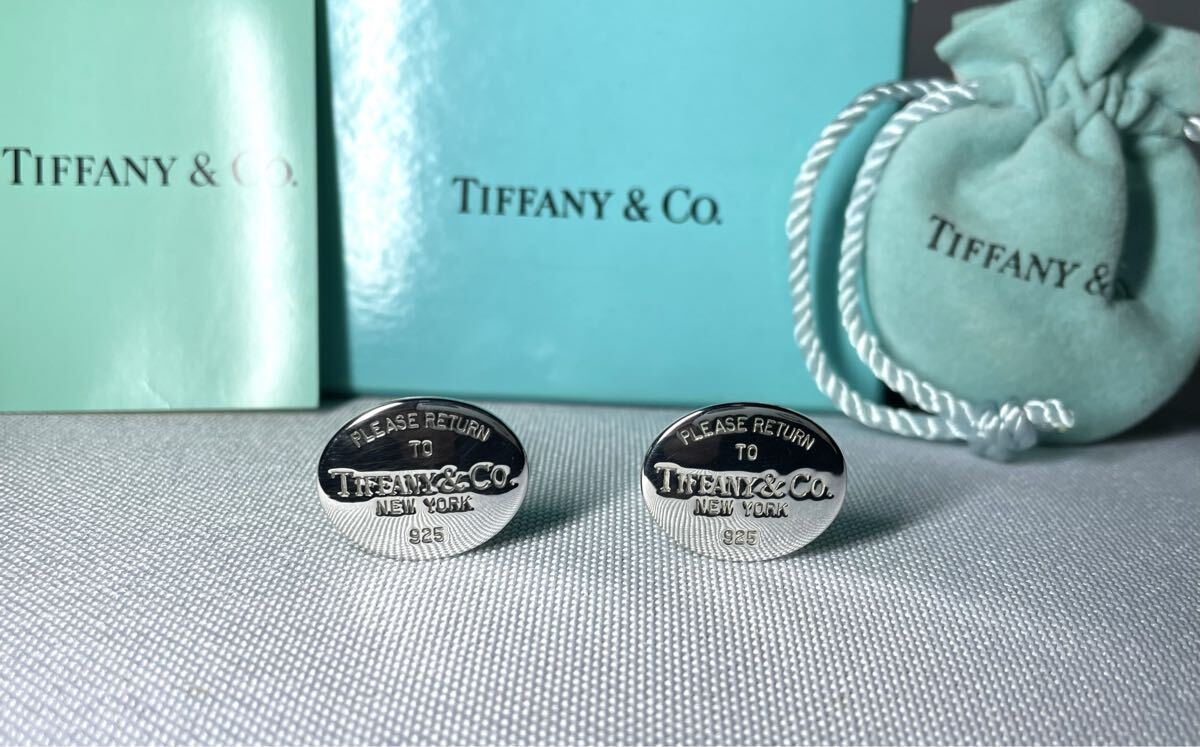 TIFFANY & CO.
TIFFANY & CO.
TIFFANY &
PLEASE RETURN
TO
TIFFANY & CO.
NEW YORK
925
PLEASE RETURN
TO
TIFFANY & CO.
NEW YORK
925